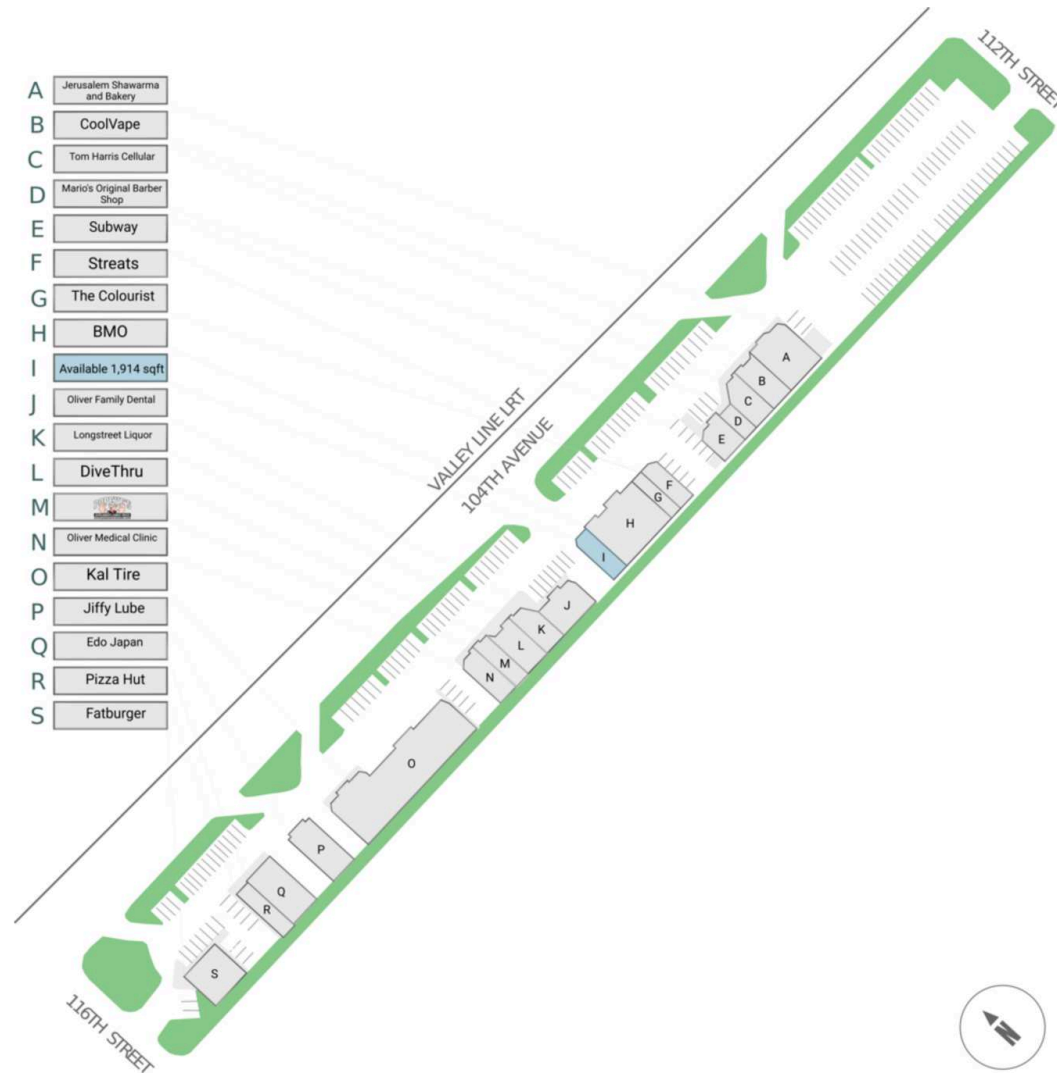 A
Jerusalem Shawarma
and Bakery
B
CoolVape
C
Tom Harris Cellular
D
Mario's Original Barber
Shop
E
Subway
F
Streats
G
The Colourist
H
BMO
I
Available 1,914 sqft
J
Oliver Family Dental
K
Longstreet Liquor
L
DiveThru
M
N
Oliver Medical Clinic
O
Kal Tire
P
Jiffy Lube
Q
Edo Japan
R
Pizza Hut
S
Fatburger
112TH STREET
VALLEY LINE LRT
104TH AVENUE
116TH STREET
A
B
C
D
E
F
G
H
I
J
K
L
M
N
O
P
Q
R
S
N